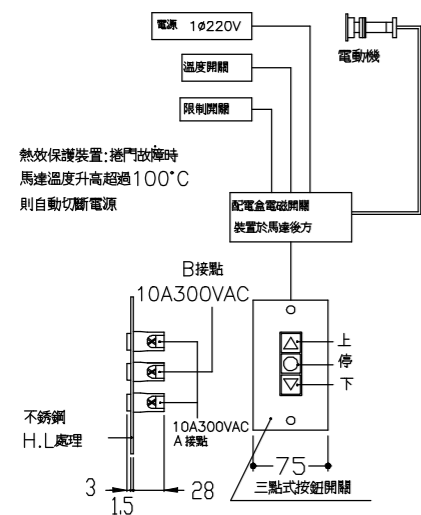 電源 1ø220V
電動機
溫度開關
限制開關
熱效保護裝置:捲門故障時
馬達溫度升高超過100°C
則自動切斷電源
配電盒電磁開關
裝置於馬達後方
B接點
10A300VAC
上
停
下
不銹鋼
H.L處理
10A300VAC
A接點
3
1.5
28
75
三點式按鈕開關